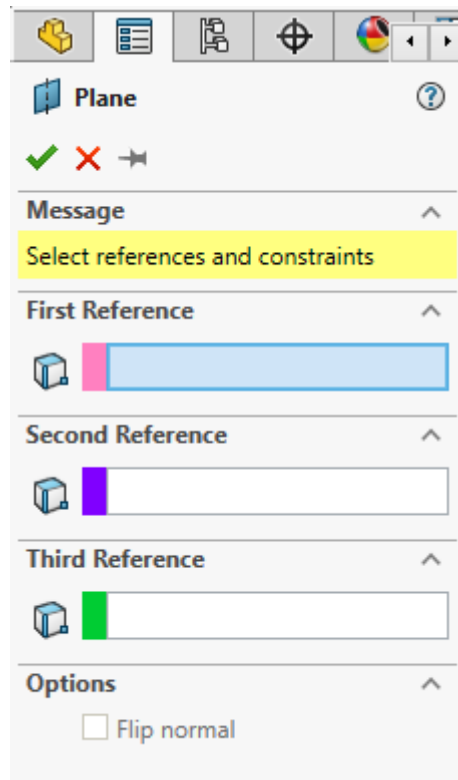 Plane
Message
Select references and constraints
First Reference
Second Reference
Third Reference
Options
Flip normal